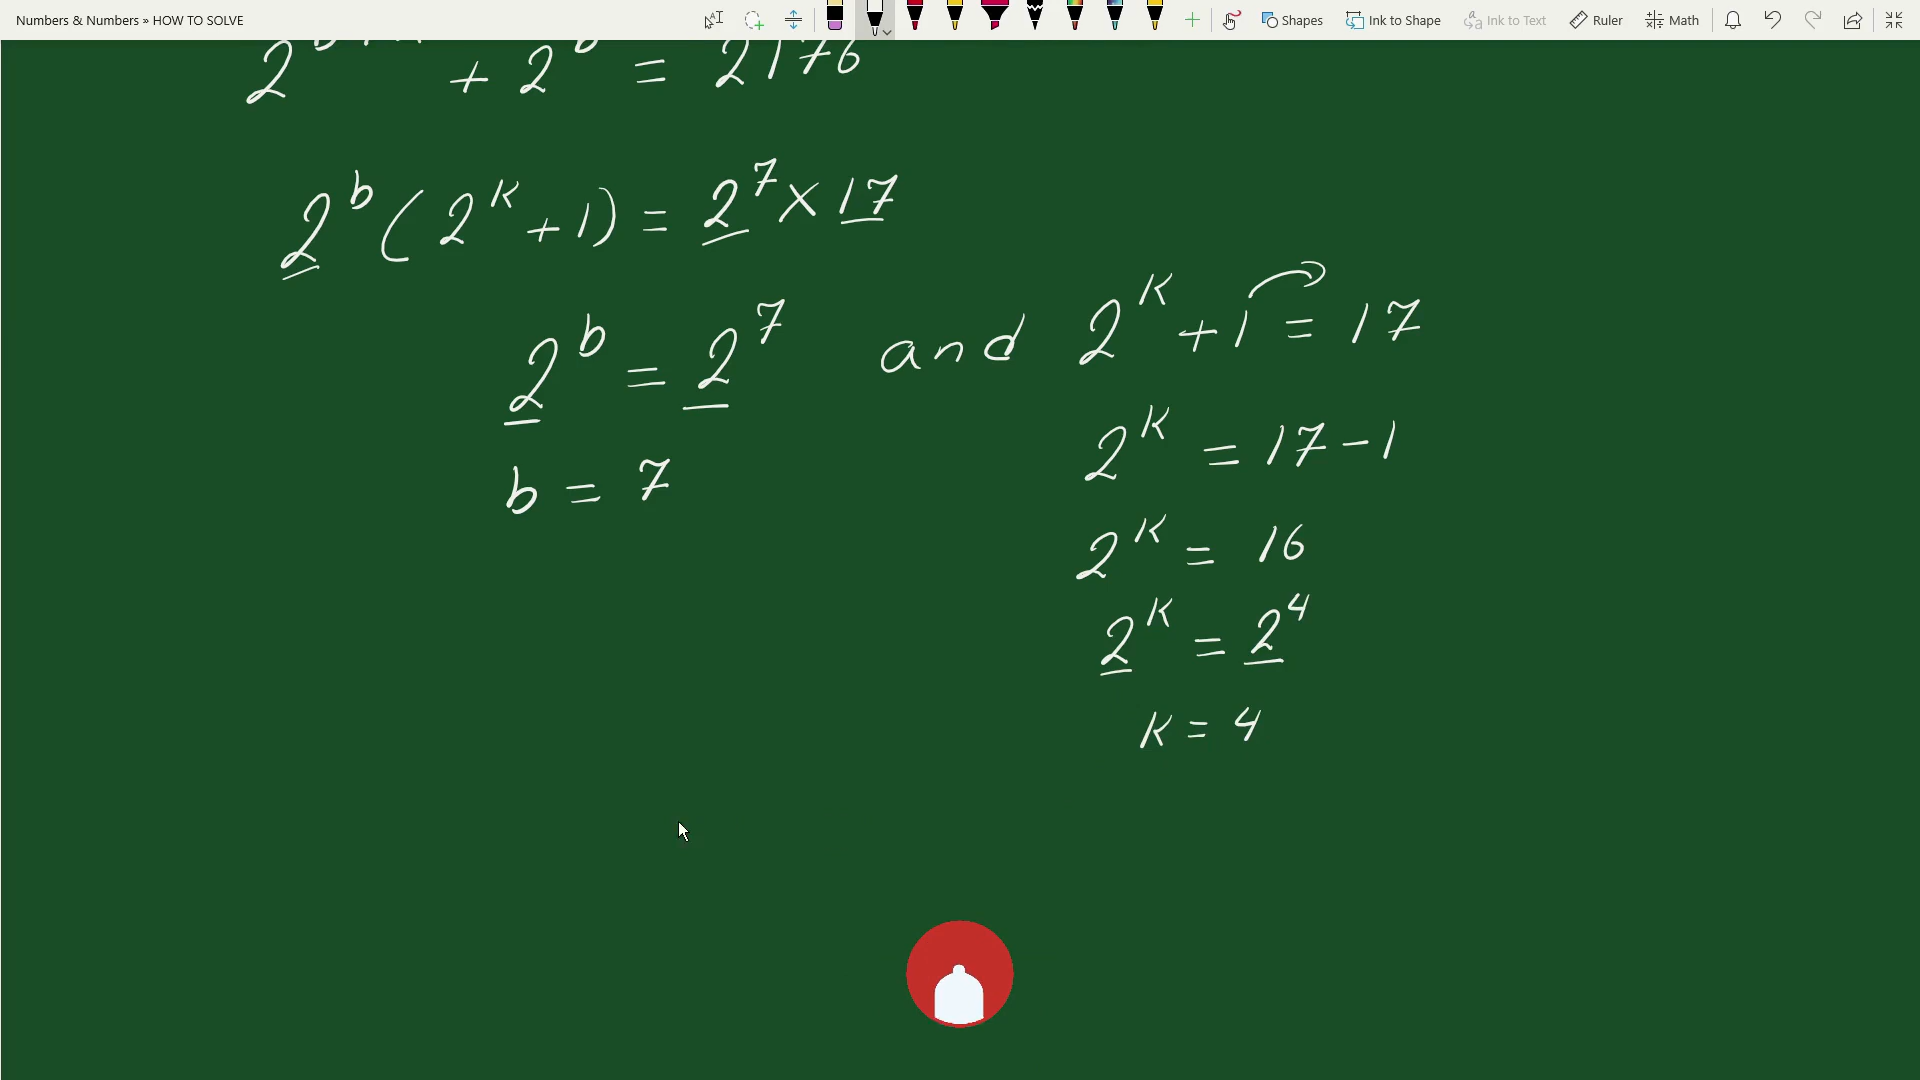 Numbers & Numbers » HOW TO SOLVE
Shapes Ink to Shape Ink to Text Ruler Math
2 + 2 = 2176
2^b (2^k + 1) = 2^7 × 17
2^b = 2^7 and 2^k + 1 = 17
2^k = 17 - 1
b = 7
2^k = 16
2^k = 2^4
k = 4